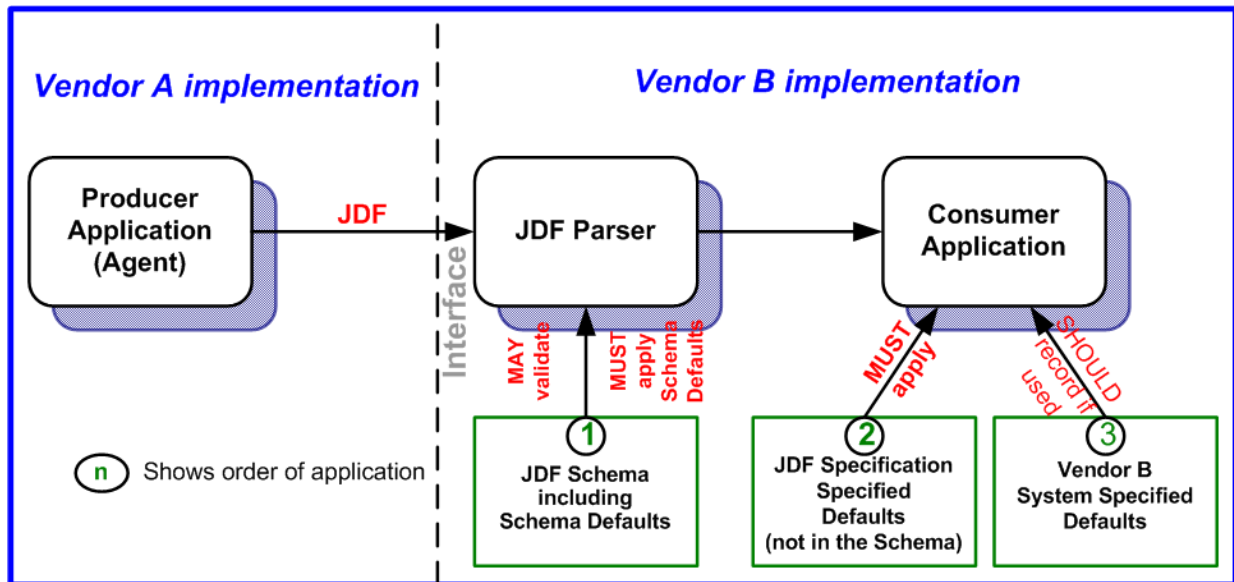 Vendor A implementation
Vendor B implementation
Producer
Application
(Agent)
JDF
Interface
JDF Parser
Consumer
Application
MAY
validate
MUST
apply
Schema
Defaults
MUST
apply
SHOULD
record if
used
n Shows order of application
1
JDF Schema
including
Schema Defaults
2
JDF Specification
Specified
Defaults
(not in the Schema)
3
Vendor B
System Specified
Defaults